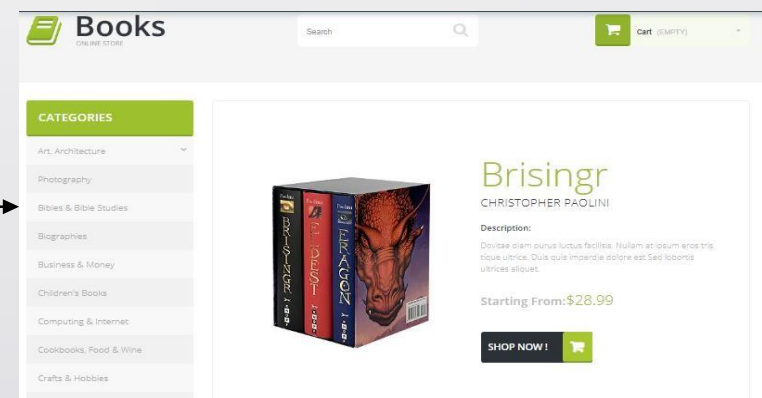 Books
ONLINE STORE
Search
Cart (EMPTY)
CATEGORIES
Art, Architecture
Photography
Bibles & Bible Studies
Biographies
Business & Money
Children's Books
Computing & Internet
Cookbooks, Food & Wine
Crafts & Hobbies
BRISINGR
ELDEST
ERAGON
Brisingr
CHRISTOPHER PAOLINI
Description:
Dovitae diam purus luctus facilisis. Nullam at ipsum eros tris
tique ultrice. Duis quis imperdie dolore est Sed lobortis
ultrices aliquet.
Starting From:$28.99
SHOP NOW !